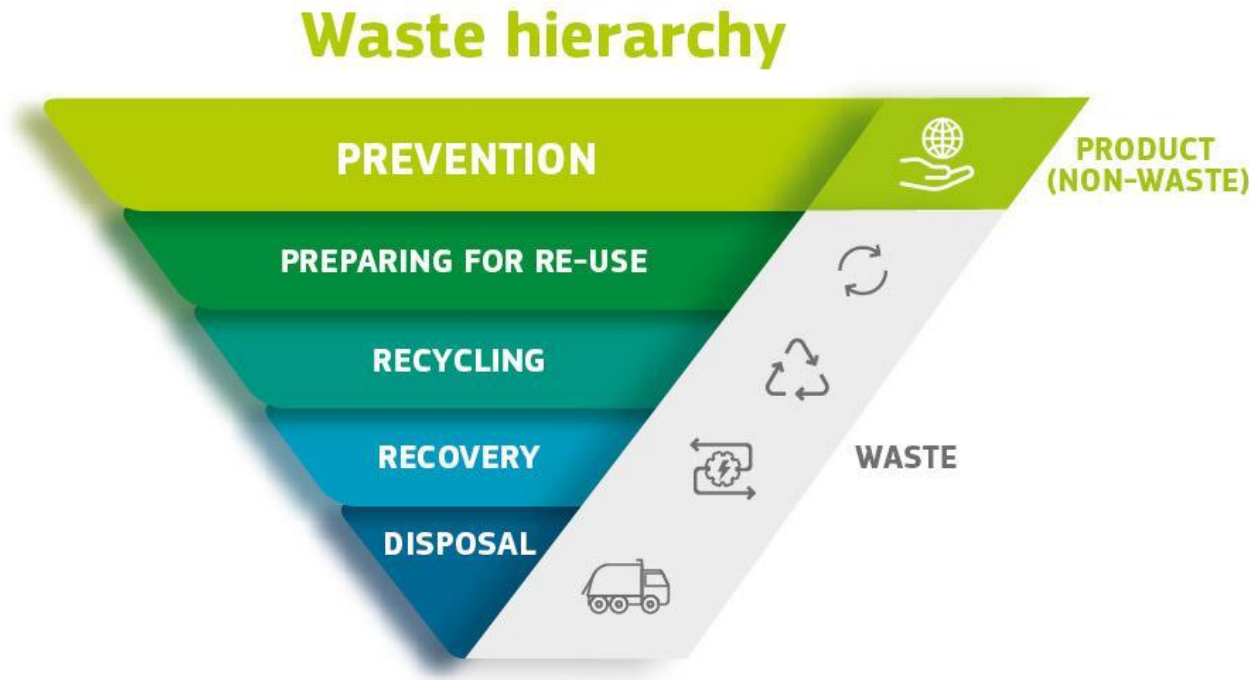 Waste hierarchy
PREVENTION
PRODUCT
(NON-WASTE)
PREPARING FOR RE-USE
RECYCLING
RECOVERY
WASTE
DISPOSAL